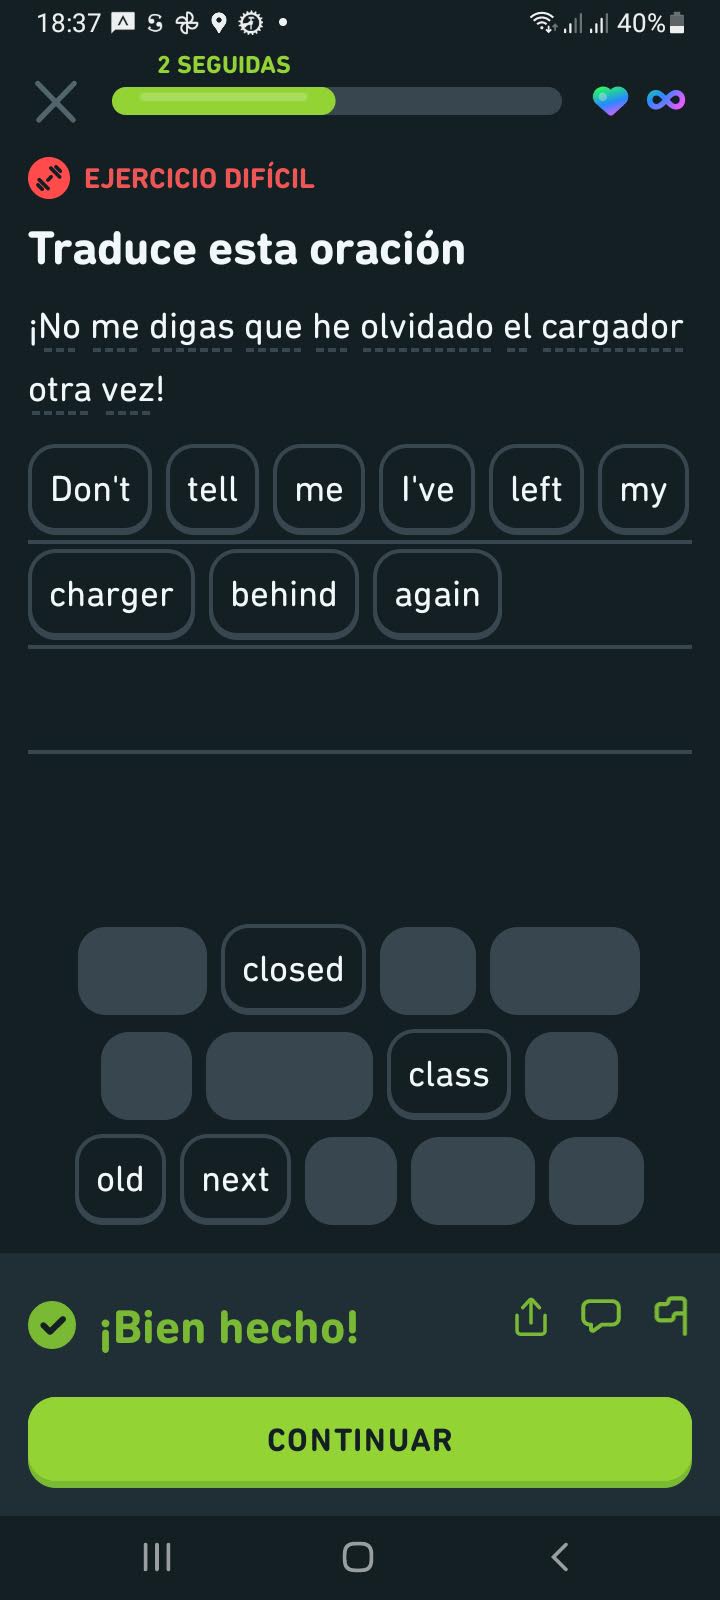 18:37 40%
2 SEGUIDAS
EJERCICIO DIFÍCIL
Traduce esta oración
¡No me digas que he olvidado el cargador
otra vez!
Don't tell me I've left my
charger behind again
closed
class
old next
¡Bien hecho!
CONTINUAR